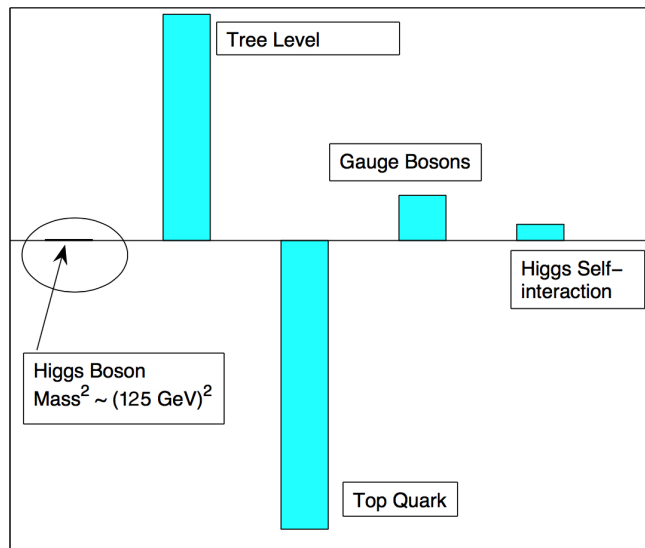 Tree Level
Gauge Bosons
Higgs Self–
interaction
Higgs Boson
Mass² ~ (125 GeV)²
Top Quark